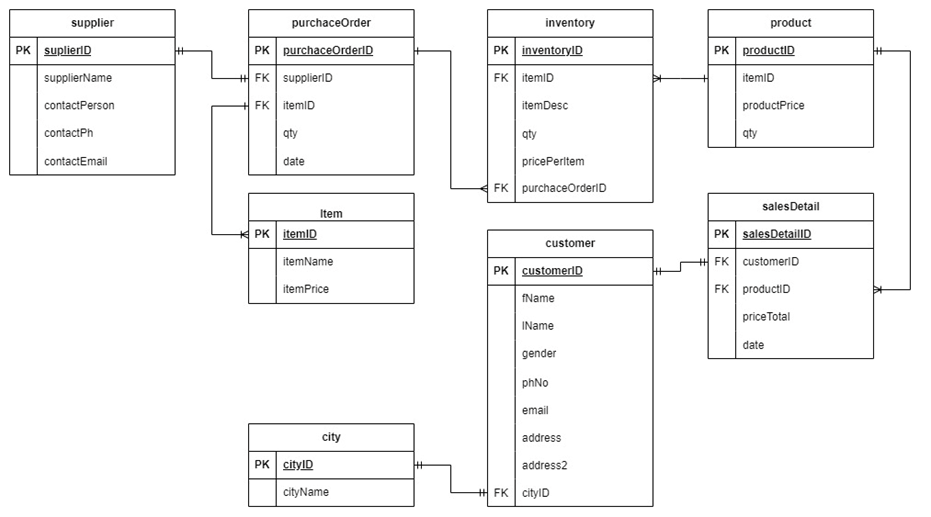 supplier
PK suplierID
supplierName
contactPerson
contactPh
contactEmail
purchaceOrder
PK purchaceOrderID
FK supplierID
FK itemID
qty
date
Item
PK itemID
itemName
itemPrice
inventory
PK inventoryID
FK itemID
itemDesc
qty
pricePerItem
FK purchaceOrderID
product
PK productID
itemID
productPrice
qty
salesDetail
PK salesDetailID
FK customerID
FK productID
priceTotal
date
customer
PK customerID
fName
lName
gender
phNo
email
address
address2
FK cityID
city
PK cityID
cityName